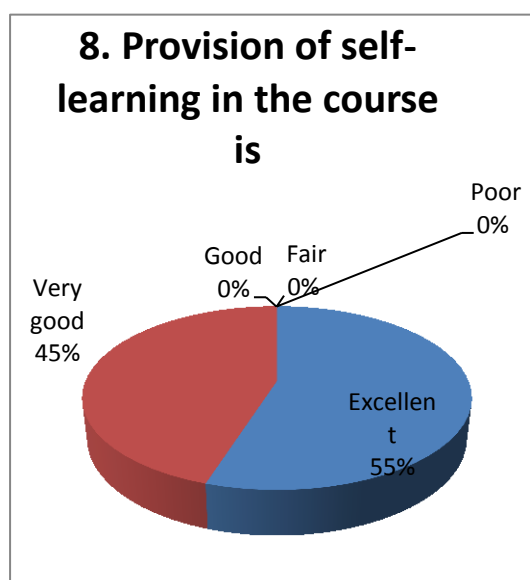 8. Provision of self-
learning in the course
is
Poor
0%
Good
0%
Fair
0%
Very
good
45%
Excellen
t
55%